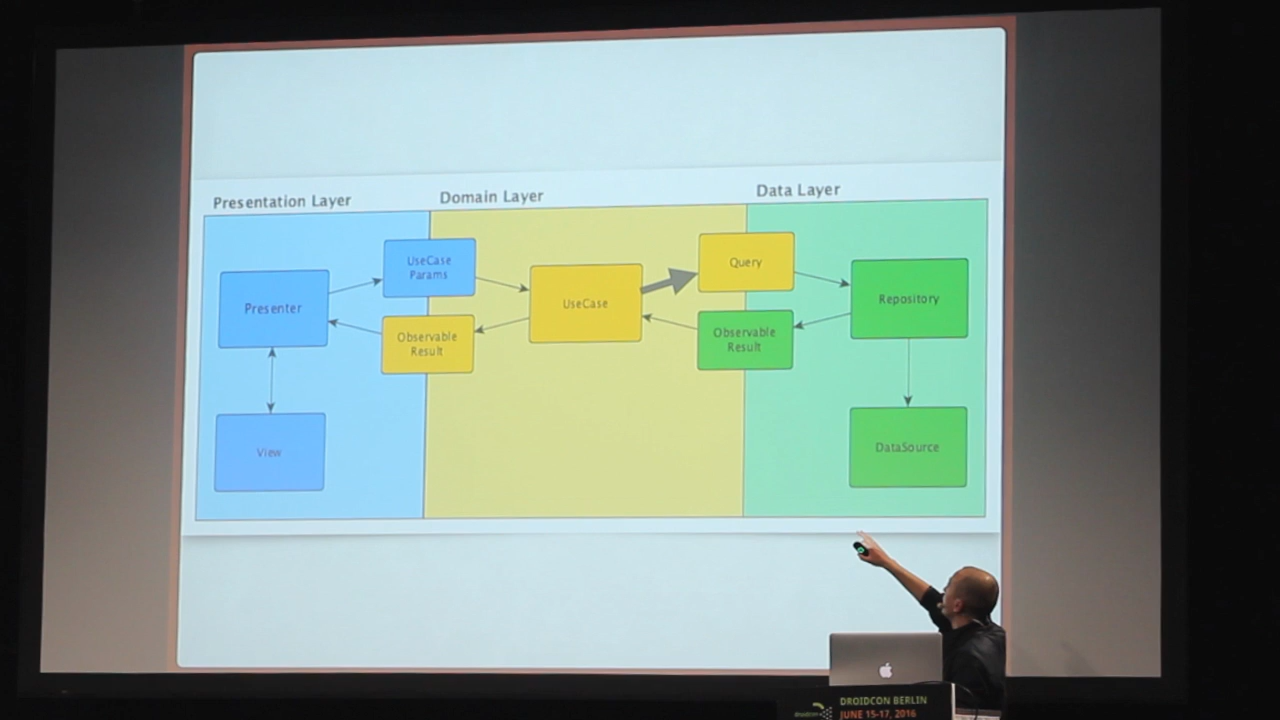 Presentation Layer
Domain Layer
Data Layer
UseCase
Params
Query
Presenter
UseCase
Repository
Observable
Result
Observable
Result
View
DataSource
DROIDCON BERLIN
droidcon
JUNE 15-17, 2016